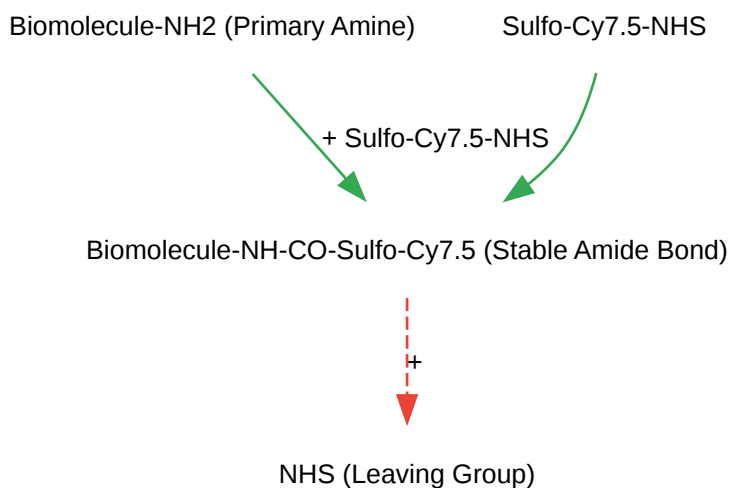 Biomolecule-NH2 (Primary Amine)
Sulfo-Cy7.5-NHS
+ Sulfo-Cy7.5-NHS
Biomolecule-NH-CO-Sulfo-Cy7.5 (Stable Amide Bond)
+
NHS (Leaving Group)